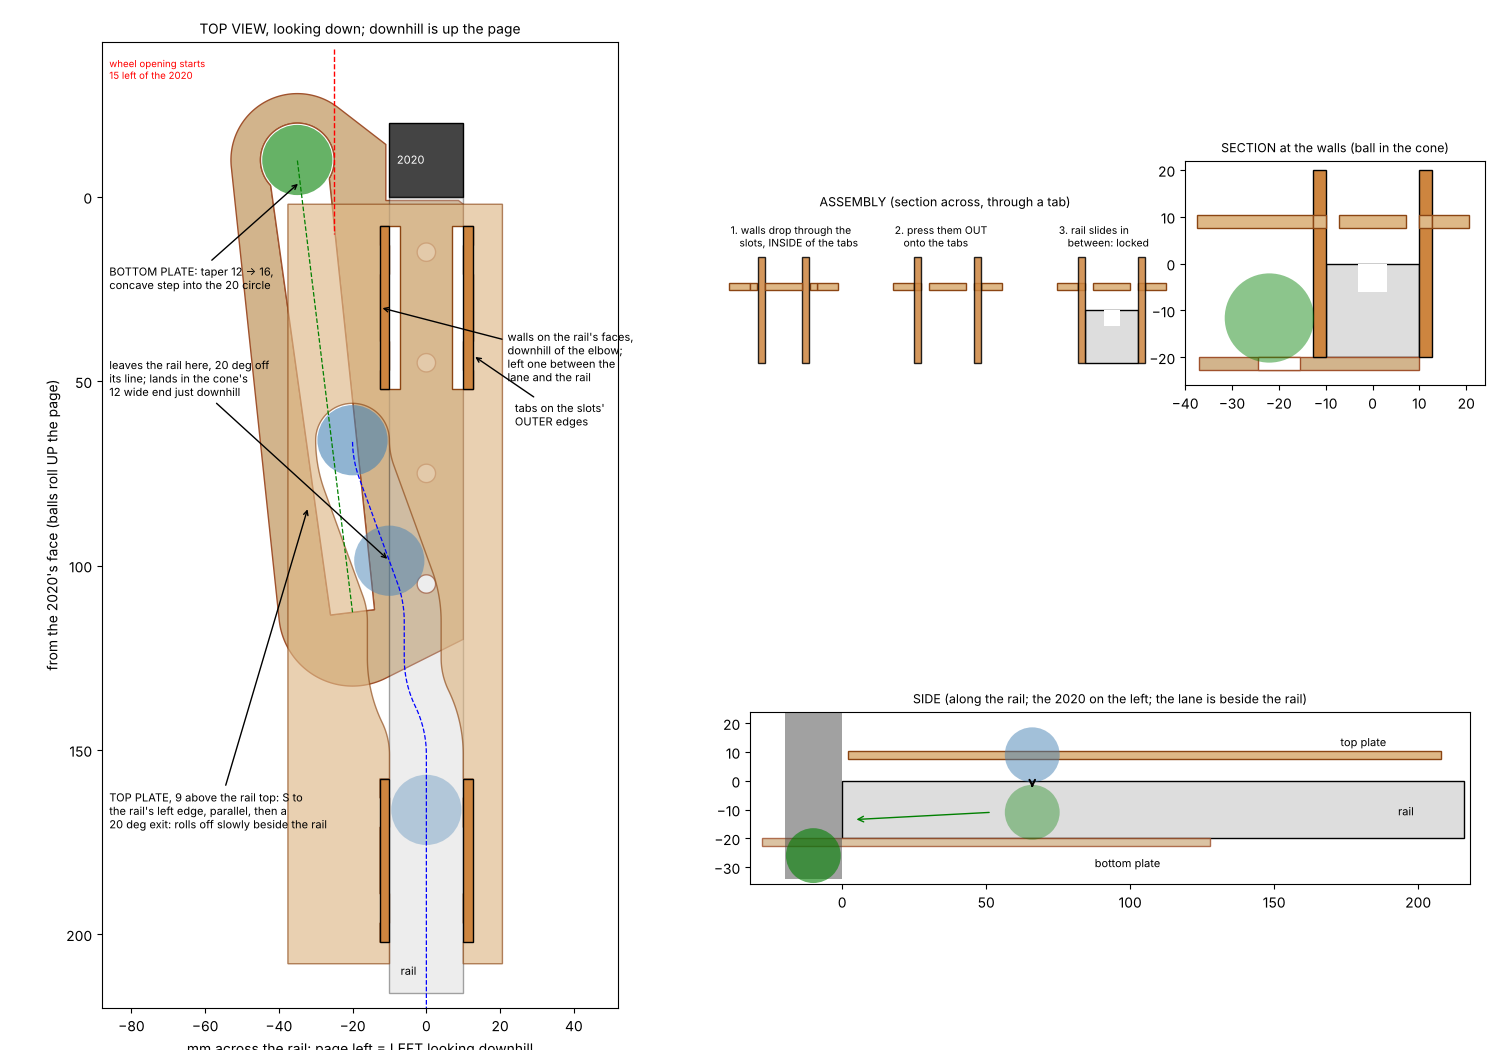 TOP VIEW, looking down; downhill is up the page
wheel opening starts
15 left of the 2020
2020
BOTTOM PLATE: taper 12 → 16,
concave step into the 20 circle
walls on the rail's faces,
downhill of the elbow;
left one between the
lane and the rail
leaves the rail here, 20 deg off
its line; lands in the cone's
12 wide end just downhill
tabs on the slots'
OUTER edges
TOP PLATE, 9 above the rail top: S to
the rail's left edge, parallel, then a
20 deg exit: rolls off slowly beside the rail
rail
from the 2020's face (balls roll UP the page)
0
50
100
150
200
−80
−60
−40
−20
0
20
40
mm across the rail; page left = LEFT looking downhill
ASSEMBLY (section across, through a tab)
1. walls drop through the
slots, INSIDE of the tabs
2. press them OUT
onto the tabs
3. rail slides in
between: locked
SECTION at the walls (ball in the cone)
20
10
0
−10
−20
−40
−30
−20
−10
0
10
20
SIDE (along the rail; the 2020 on the left; the lane is beside the rail)
top plate
rail
bottom plate
20
10
0
−10
−20
−30
0
50
100
150
200